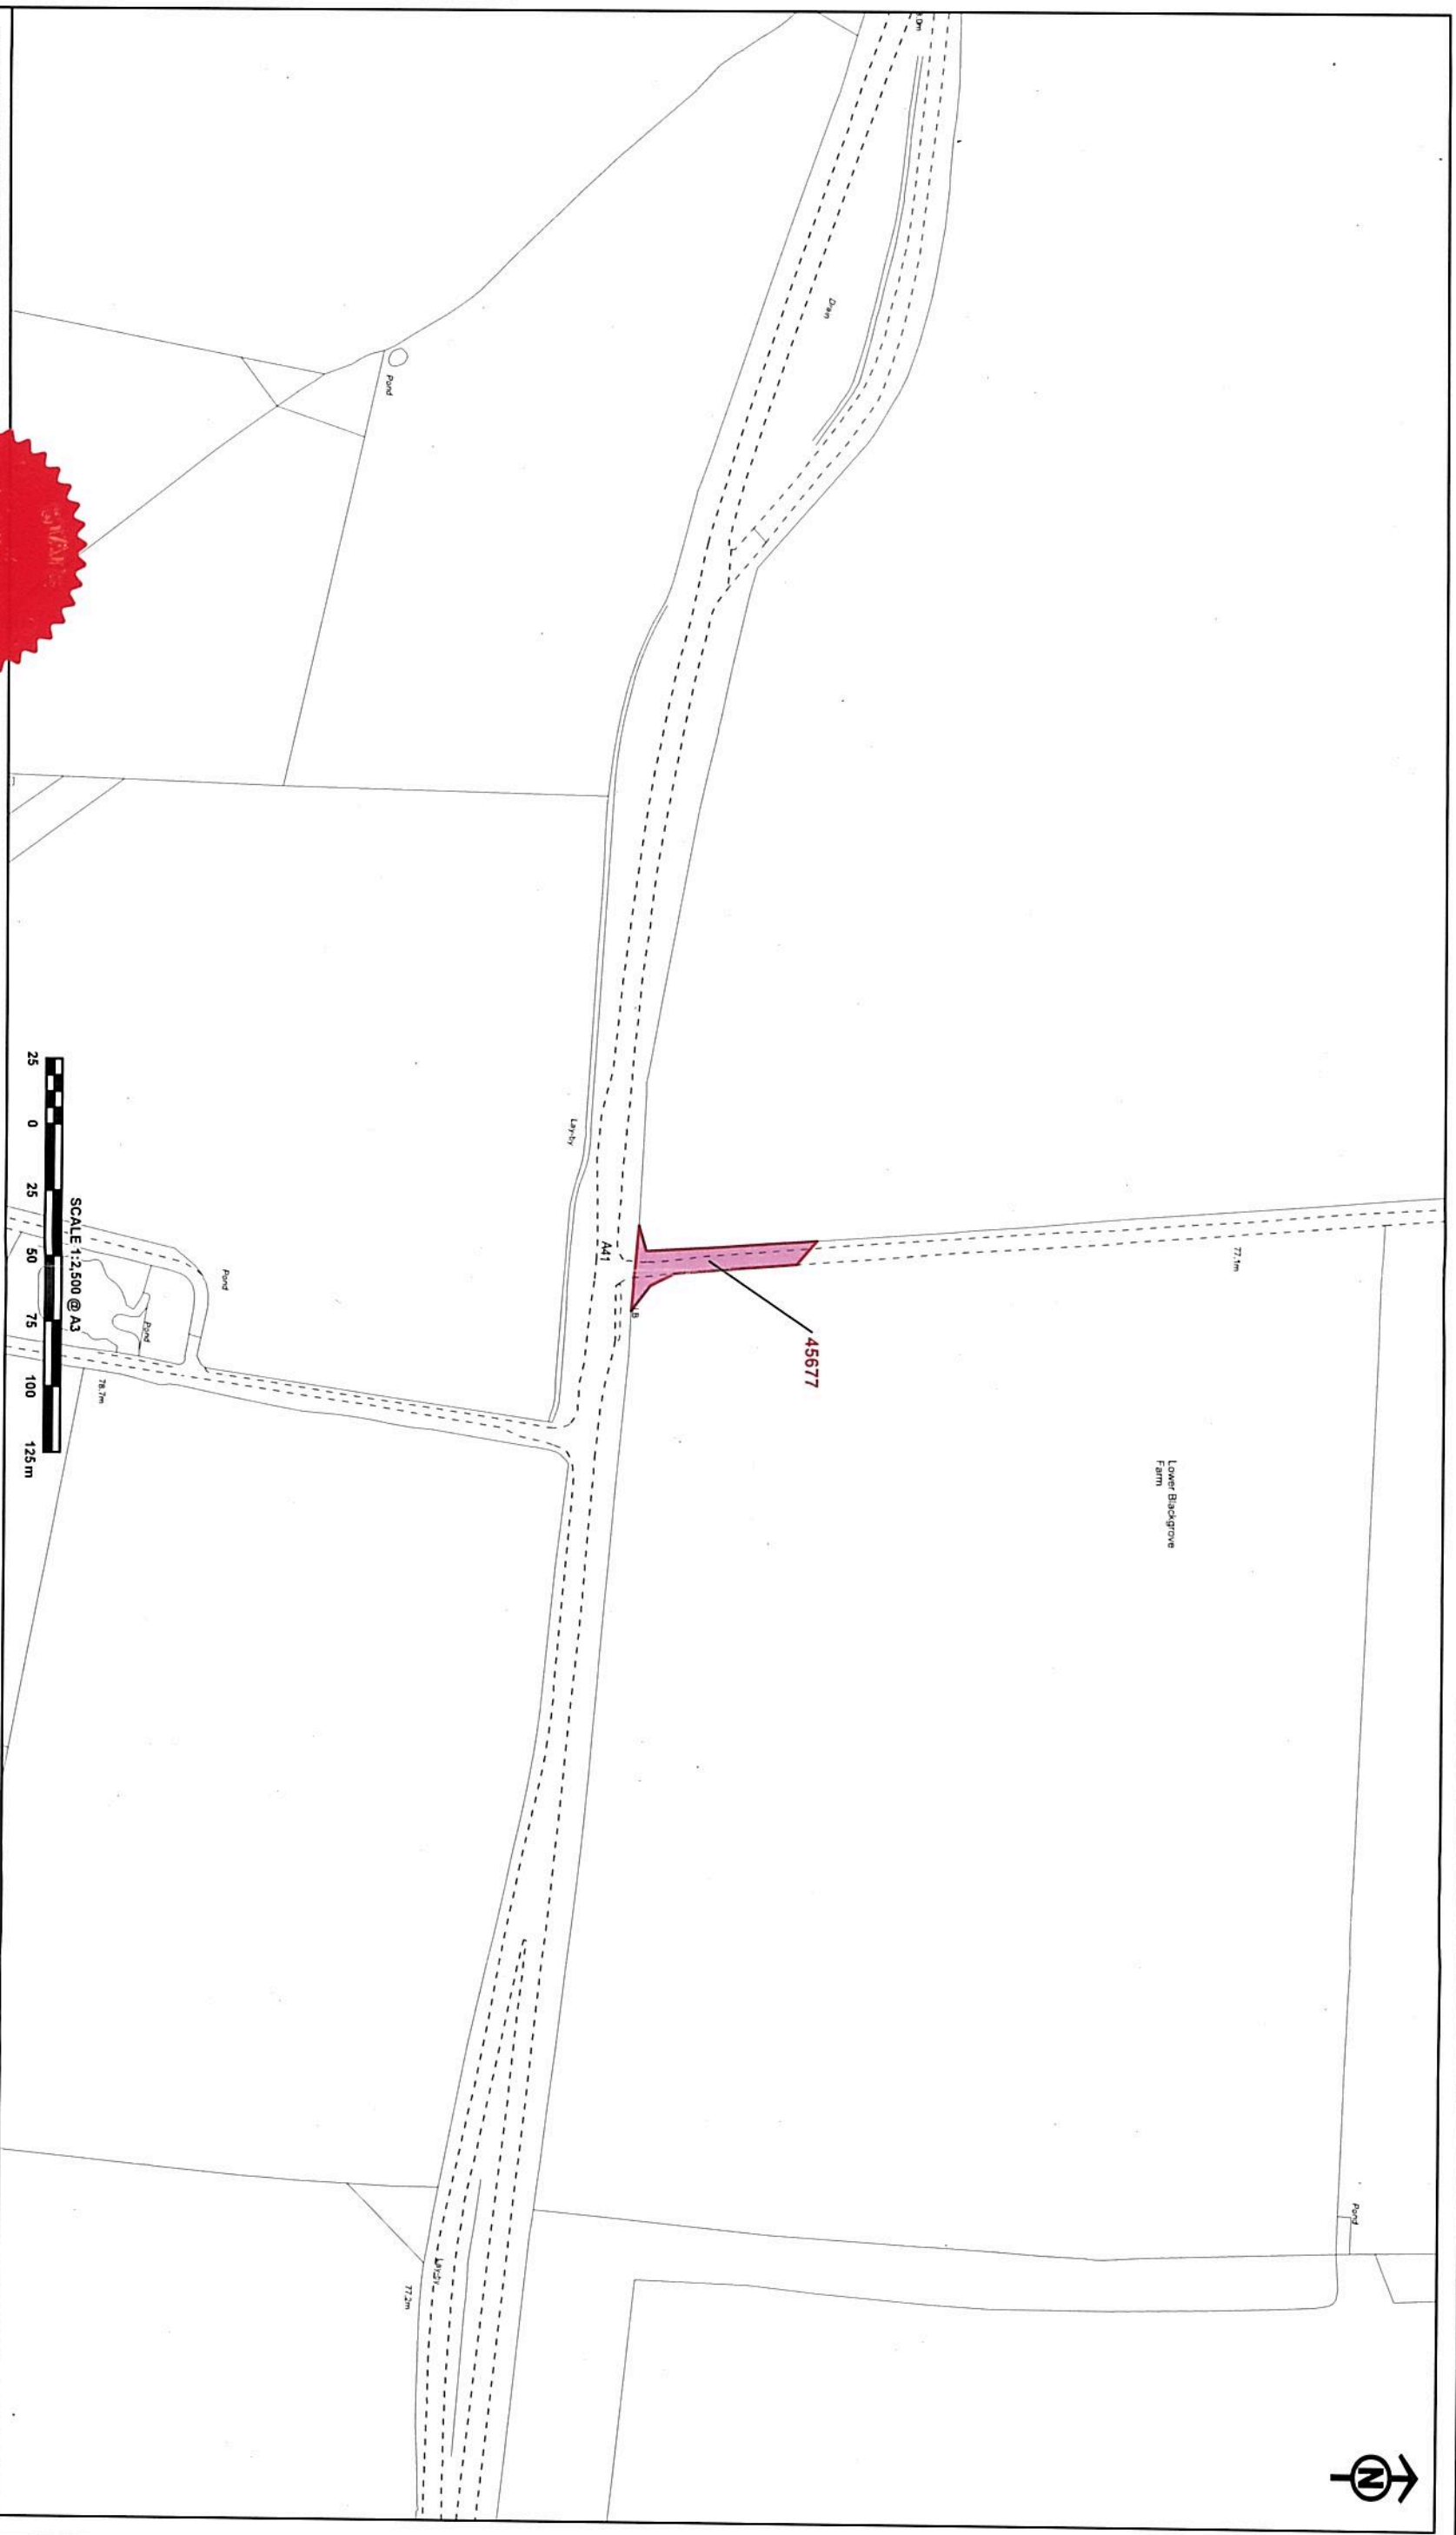 Drain
Pond
Lay-by
A41
LB
45677
77.1m
Lower Blackgrove
Farm
Pond
Pond
Pond
78.7m
Lay-by
77.2m
N
SCALE 1:2,500 @ A3
25 0 25 50 75 100 125 m